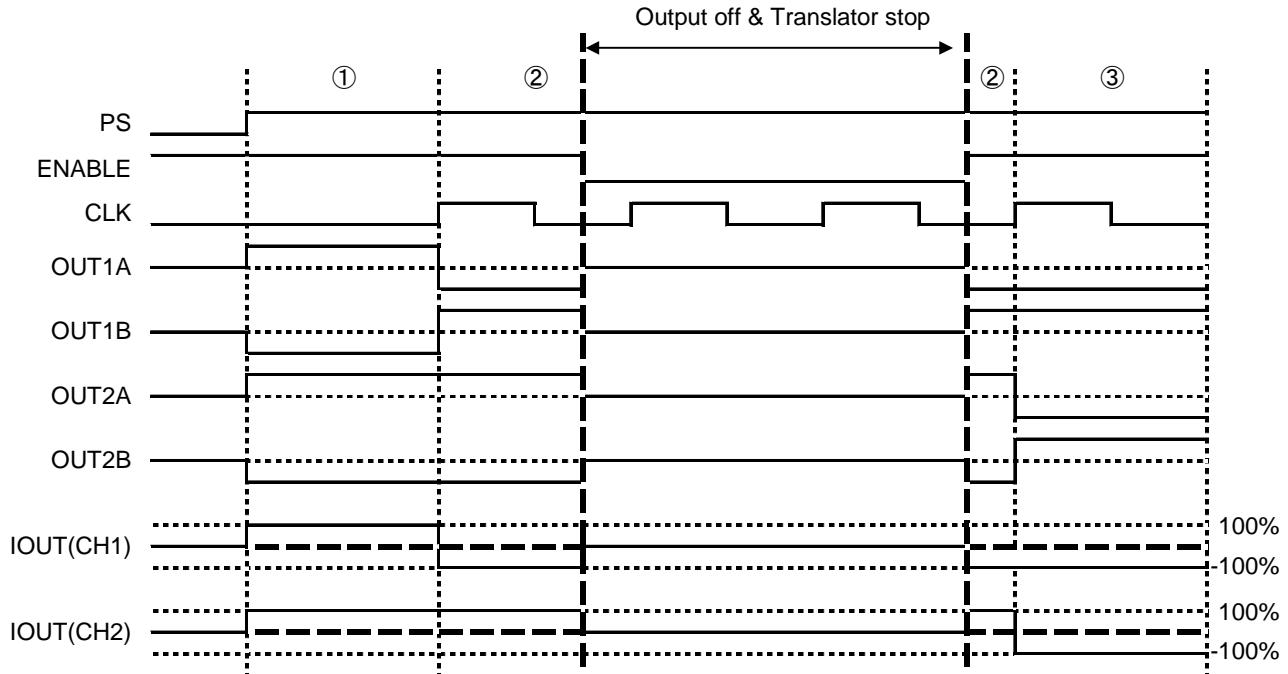 Output off & Translator stop
① ② ② ③
PS
ENABLE
CLK
OUT1A
OUT1B
OUT2A
OUT2B
IOUT(CH1)
100%
-100%
IOUT(CH2)
100%
-100%